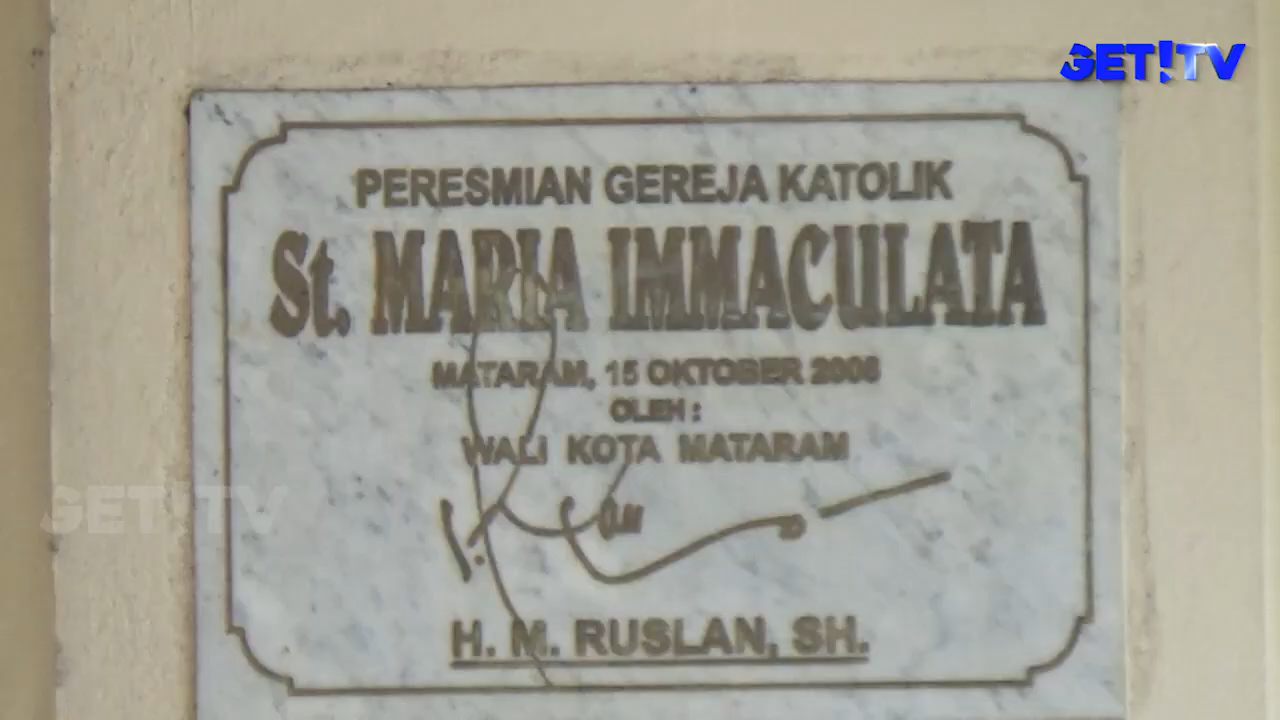 GET!TV
PERESMIAN GEREJA KATOLIK
St. MARIA IMMACULATA
MATARAM, 15 OKTOBER 2006
OLEH :
WALI KOTA MATARAM
GET!TV
H. M. RUSLAN, SH.